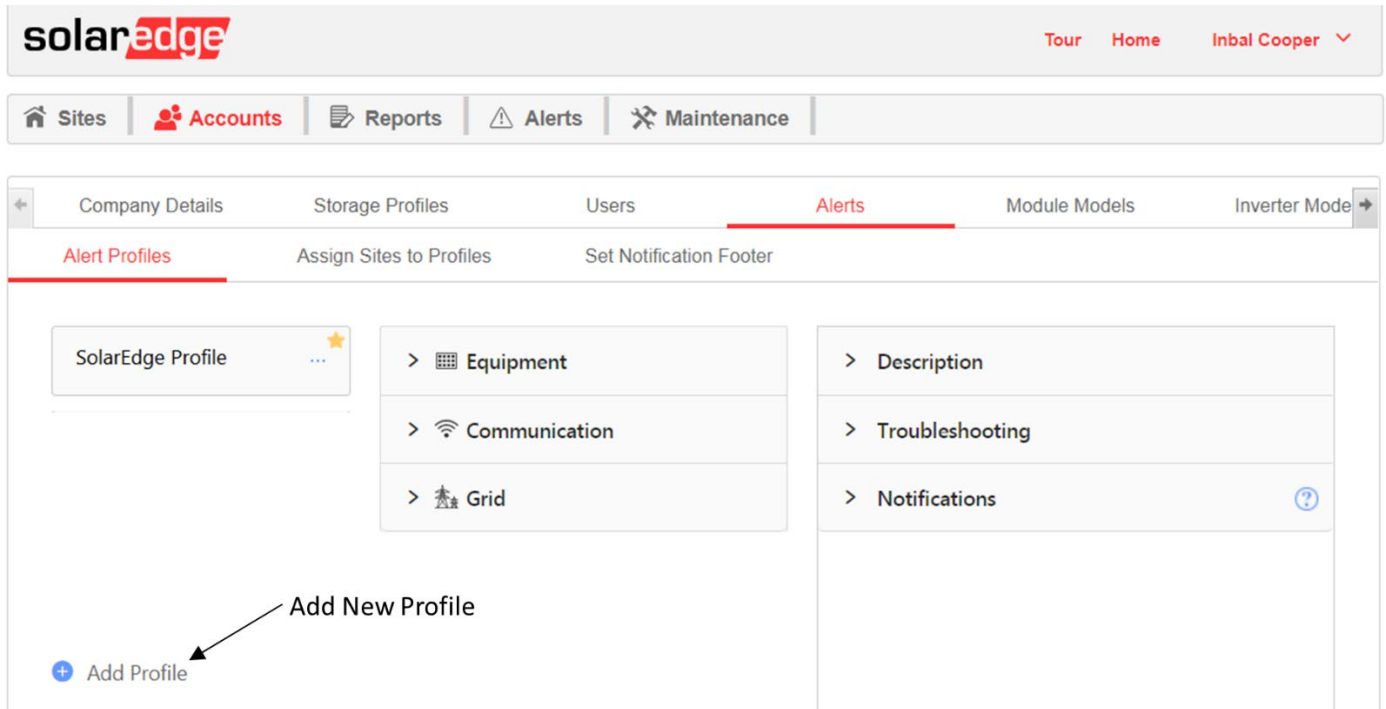 solaredge
Tour Home Inbal Cooper
Sites Accounts Reports Alerts Maintenance
Company Details Storage Profiles Users Alerts Module Models Inverter Mode
Alert Profiles Assign Sites to Profiles Set Notification Footer
SolarEdge Profile ...
Equipment
Communication
Grid
Description
Troubleshooting
Notifications ?
Add New Profile
Add Profile